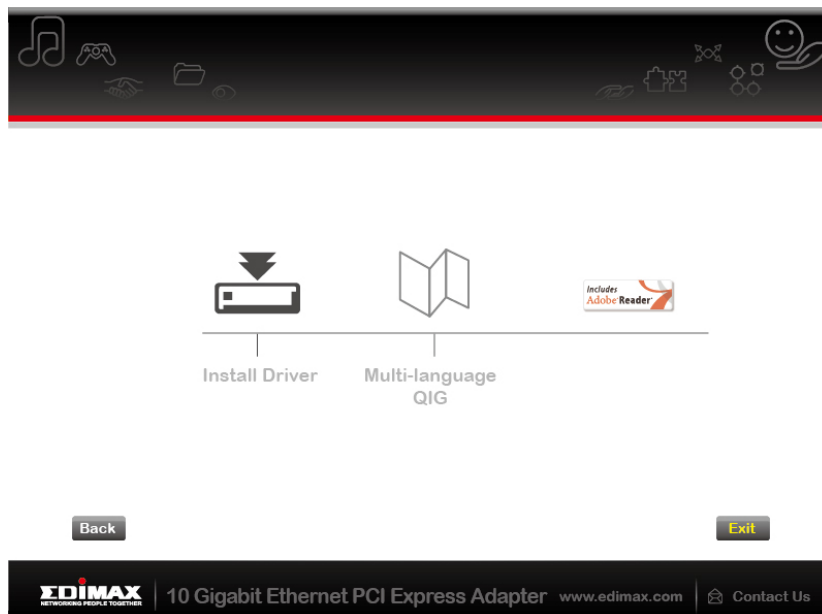 Includes
Adobe Reader
Install Driver
Multi-language
QIG
Back
Exit
EDIMAX
NETWORKING PEOPLE TOGETHER
10 Gigabit Ethernet PCI Express Adapter
www.edimax.com
Contact Us